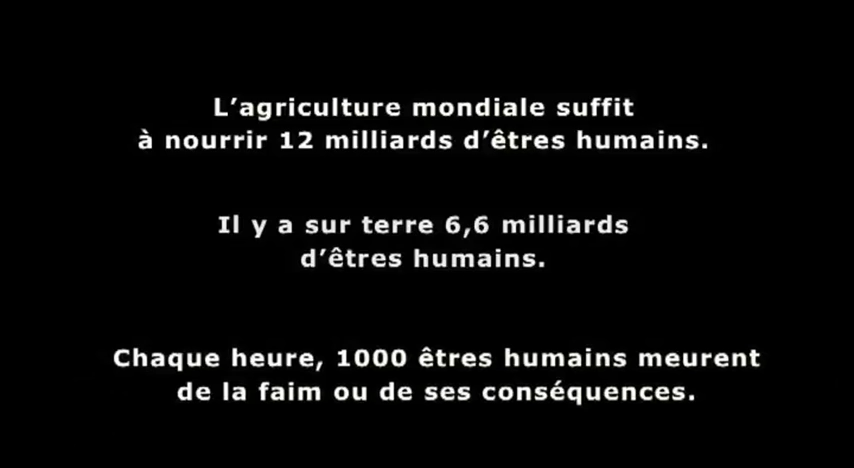 L’agriculture mondiale suffit
à nourrir 12 milliards d’êtres humains.
Il y a sur terre 6,6 milliards
d’êtres humains.
Chaque heure, 1000 êtres humains meurent
de la faim ou de ses conséquences.